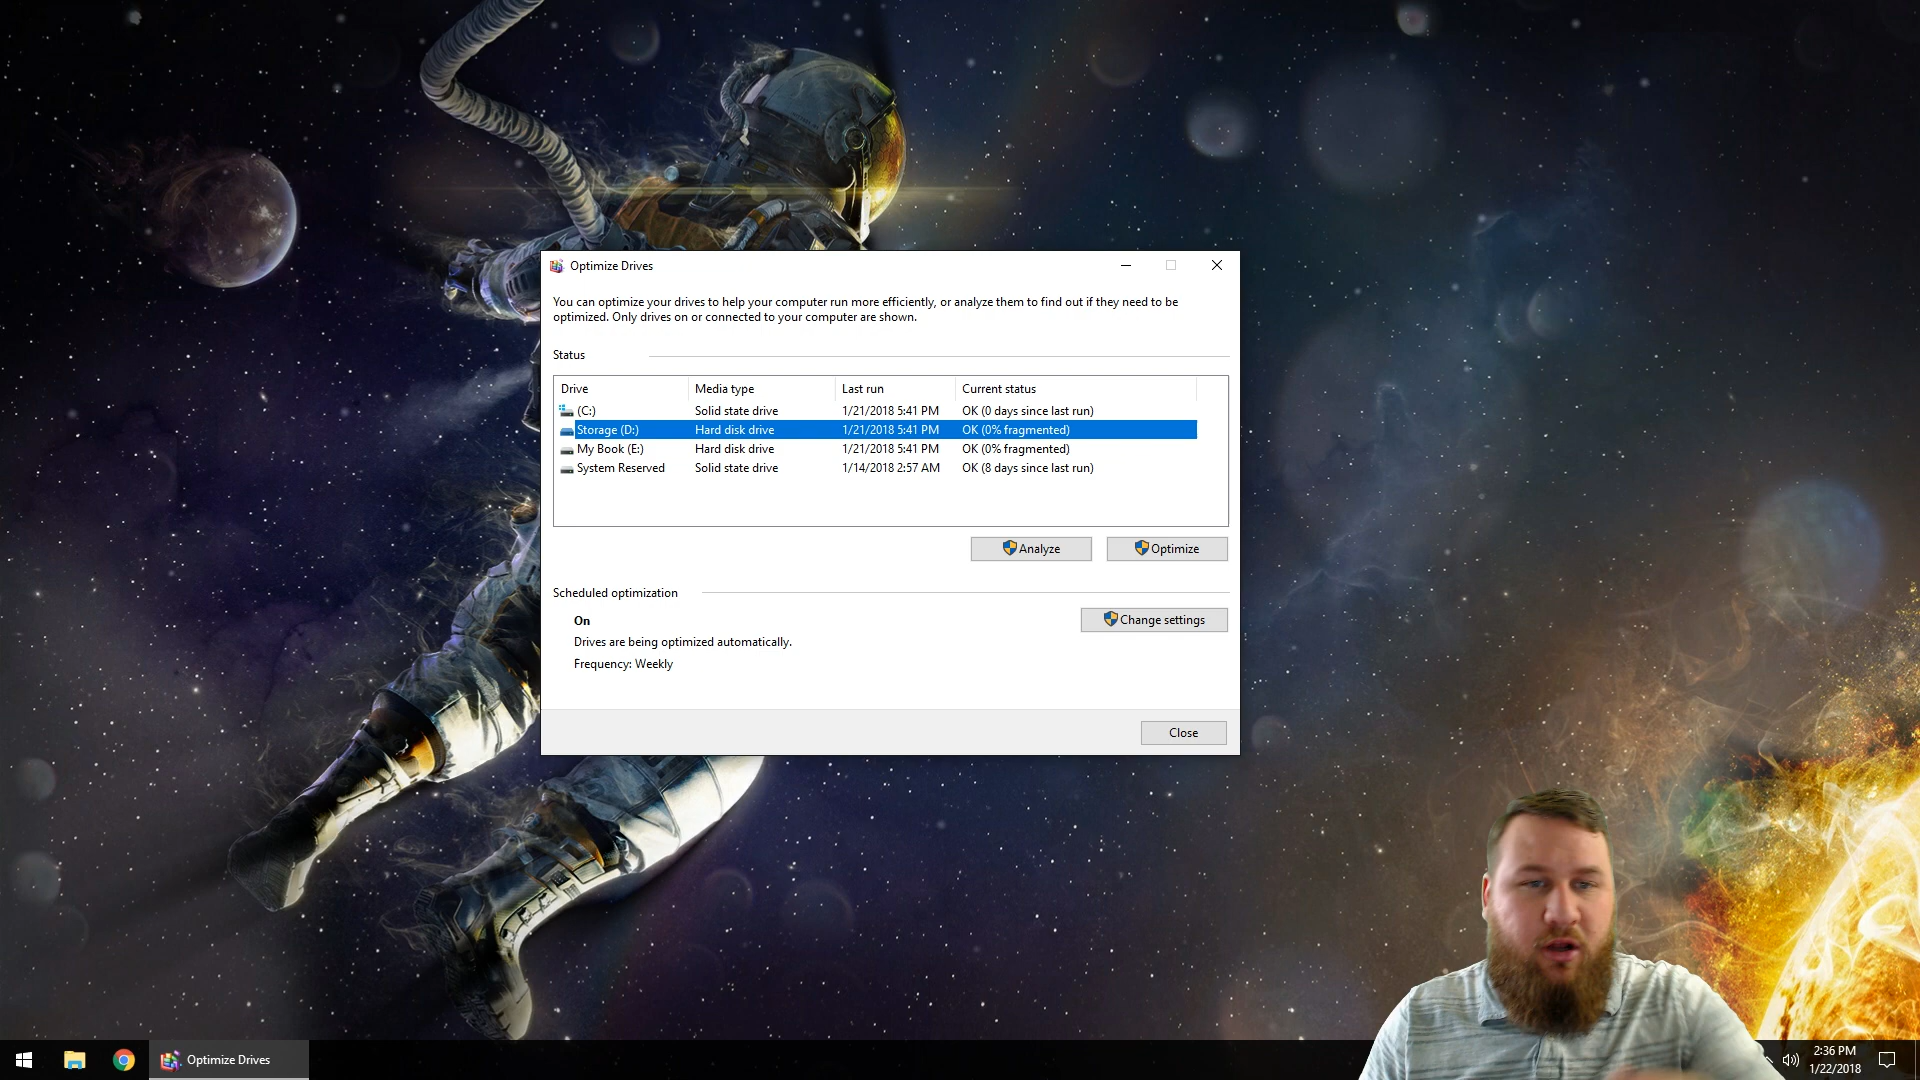 Optimize Drives
You can optimize your drives to help your computer run more efficiently, or analyze them to find out if they need to be
optimized. Only drives on or connected to your computer are shown.
Status
Drive Media type Last run Current status
(C:) Solid state drive 1/21/2018 5:41 PM OK (0 days since last run)
Storage (D:) Hard disk drive 1/21/2018 5:41 PM OK (0% fragmented)
My Book (E:) Hard disk drive 1/21/2018 5:41 PM OK (0% fragmented)
System Reserved Solid state drive 1/14/2018 2:57 AM OK (8 days since last run)
Analyze Optimize
Scheduled optimization
On
Change settings
Drives are being optimized automatically.
Frequency: Weekly
Close
Optimize Drives
2:36 PM
1/22/2018